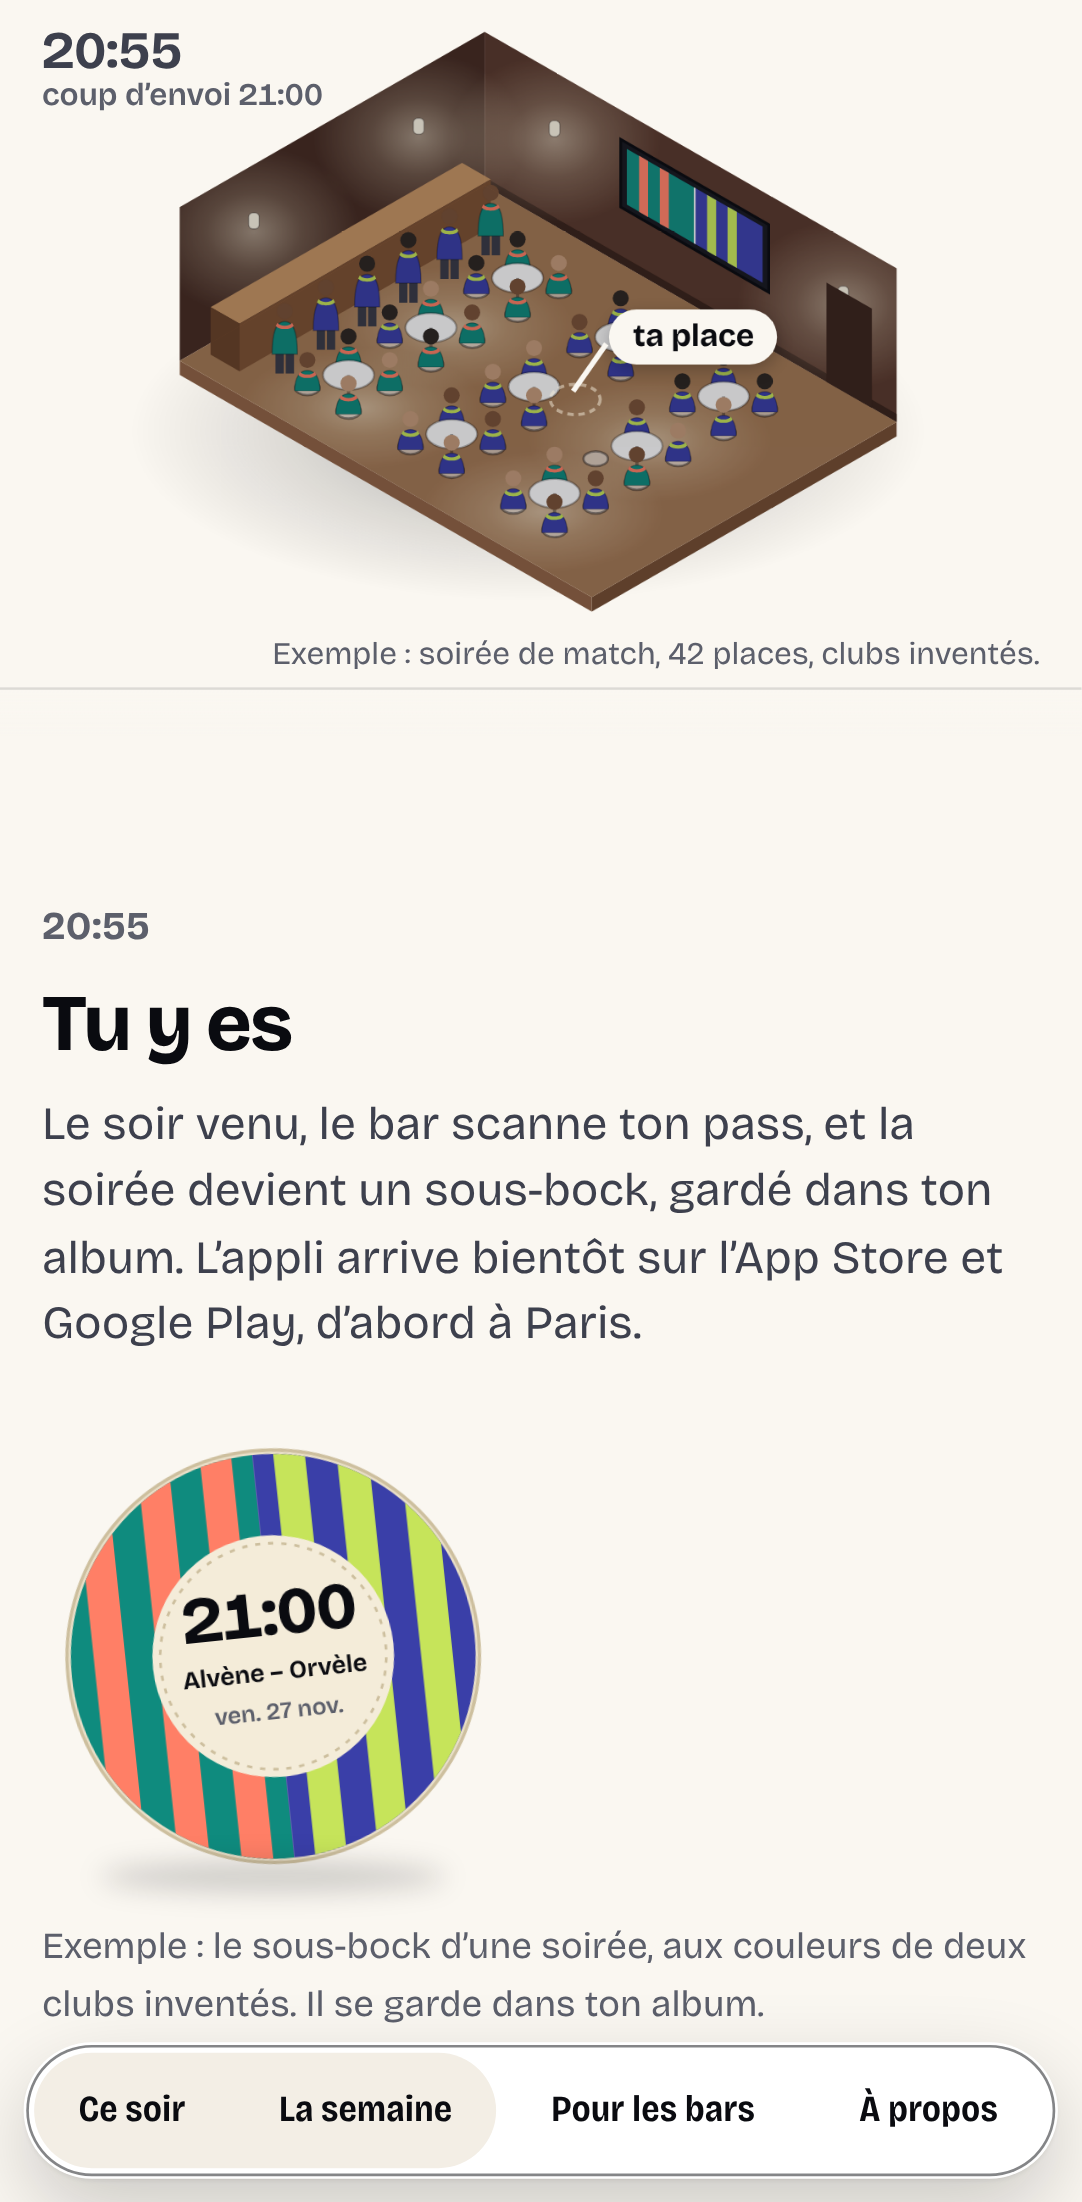 20:55
coup d’envoi 21:00
ta place
Exemple : soirée de match, 42 places, clubs inventés.
20:55
Tu y es
Le soir venu, le bar scanne ton pass, et la
soirée devient un sous-bock, gardé dans ton
album. L’appli arrive bientôt sur l’App Store et
Google Play, d’abord à Paris.
21:00
Alvène – Orvèle
ven. 27 nov.
Exemple : le sous-bock d’une soirée, aux couleurs de deux
clubs inventés. Il se garde dans ton album.
Ce soir La semaine Pour les bars À propos